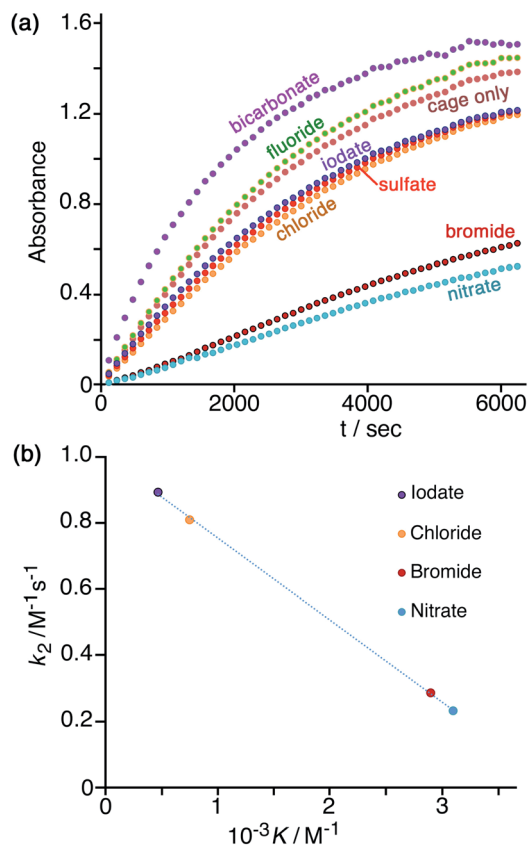 (a)
1.6
1.2
0.8
0.4
0
Absorbance
bicarbonate
fluoride
cage only
iodate
sulfate
chloride
bromide
nitrate
0
2000
4000
6000
t / sec
(b)
1.0
0.8
0.6
0.4
0.2
0
k₂ / M⁻¹s⁻¹
Iodate
Chloride
Bromide
Nitrate
0
1
2
3
10⁻³K / M⁻¹